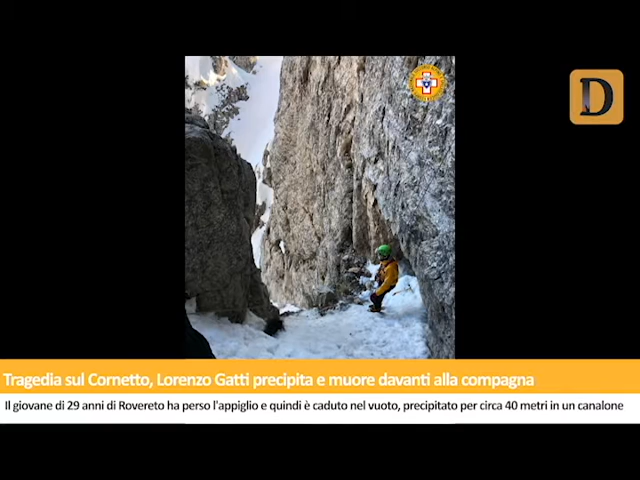 D
Tragedia sul Cornetto, Lorenzo Gatti precipita e muore davanti alla compagna
Il giovane di 29 anni di Rovereto ha perso l'appiglio e quindi è caduto nel vuoto, precipitato per circa 40 metri in un canalone